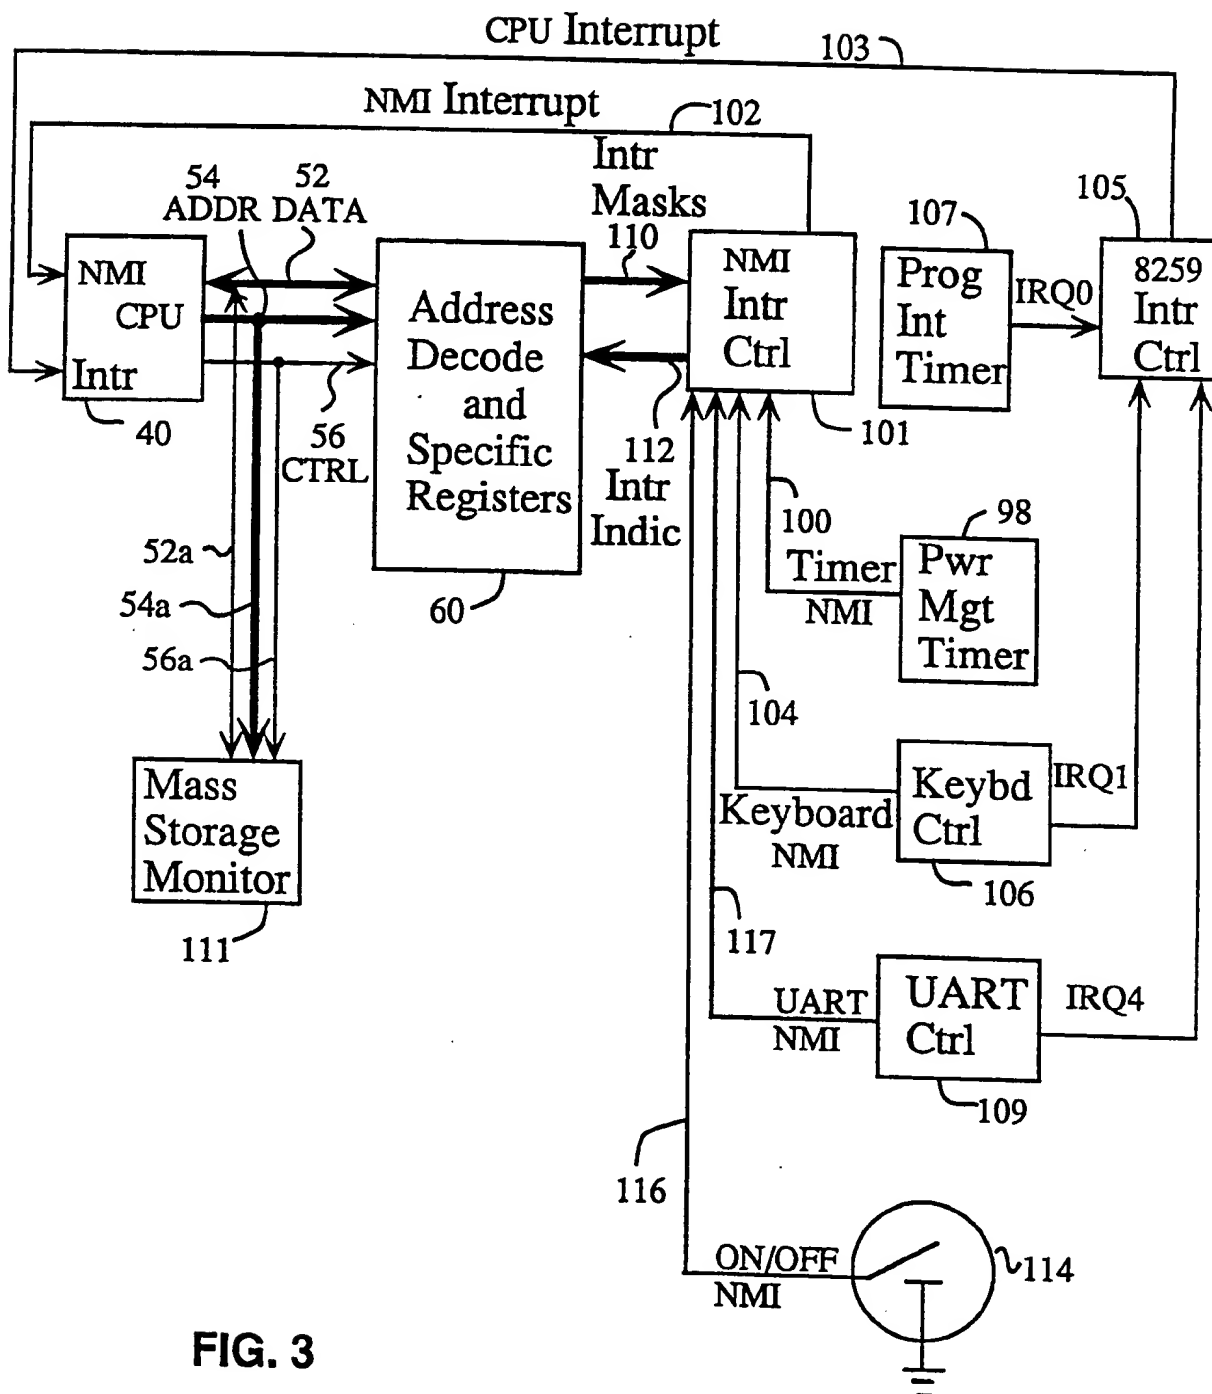 CPU Interrupt
103
NMI Interrupt
102
54
ADDR
52
DATA
Intr
Masks
110
107
105
NMI
CPU
Intr
40
56
CTRL
Address
Decode
and
Specific
Registers
60
NMI
Intr
Ctrl
101
112
Intr
Indic
Prog
Int
Timer
IRQ0
8259
Intr
Ctrl
100
Timer
NMI
98
Pwr
Mgt
Timer
52a
54a
56a
104
Keyboard
NMI
Keybd
Ctrl
IRQ1
106
Mass
Storage
Monitor
111
117
UART
NMI
UART
Ctrl
IRQ4
109
116
ON/OFF
NMI
114
FIG. 3